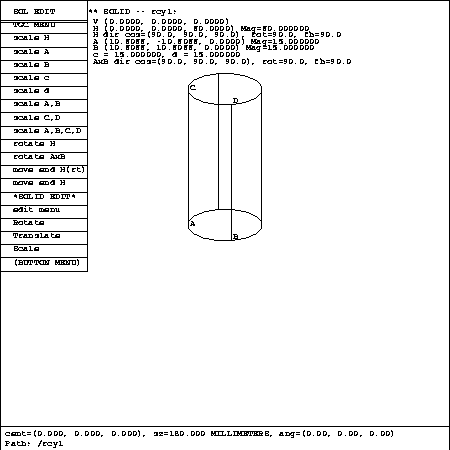 SOL EDIT
TGC MENU
scale H
scale A
scale B
scale c
scale d
scale A,B
scale C,D
scale A,B,C,D
rotate H
rotate AxB
move end H(rt)
move end H
*SOLID EDIT*
edit menu
Rotate
Translate
Scale
(BUTTON MENU)
** SOLID -- rcyl:
V (0.0000, 0.0000, 0.0000)
H (0.0000, 0.0000, 60.0000) Mag=60.000000
H dir cos=(90.0, 90.0, 90.0), rot=90.0, fb=90.0
A (10.6066, -10.6066, 0.0000) Mag=15.000000
B (10.6066, 10.6066, 0.0000) Mag=15.000000
c = 15.000000, d = 15.000000
AxB dir cos=(90.0, 90.0, 90.0), rot=90.0, fb=90.0
C
D
A
B
cent=(0.000, 0.000, 0.000), sz=180.000 MILLIMETERS, ang=(0.00, 0.00, 0.00)
Path: /rcyl